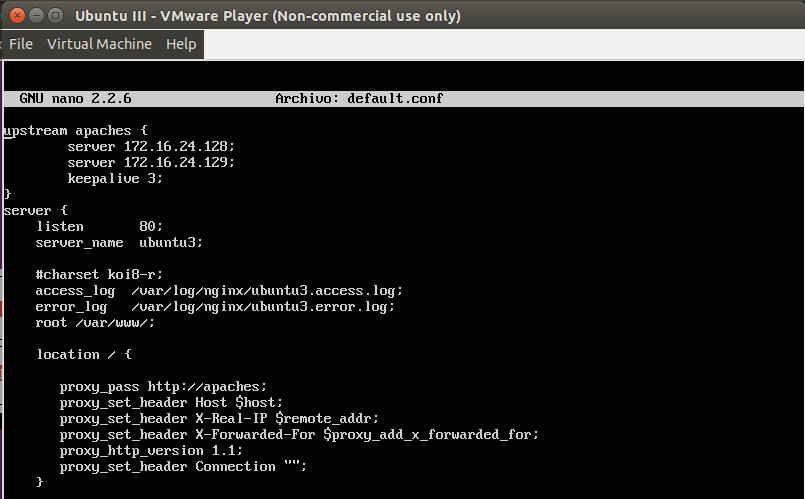 Ubuntu III - VMware Player (Non-commercial use only)
File Virtual Machine Help
GNU nano 2.2.6 Archivo: default.conf
upstream apaches {
server 172.16.24.128;
server 172.16.24.129;
keepalive 3;
}
server {
listen 80;
server_name ubuntu3;
#charset koi8-r;
access_log /var/log/nginx/ubuntu3.access.log;
error_log /var/log/nginx/ubuntu3.error.log;
root /var/www/;
location / {
proxy_pass http://apaches;
proxy_set_header Host $host;
proxy_set_header X-Real-IP $remote_addr;
proxy_set_header X-Forwarded-For $proxy_add_x_forwarded_for;
proxy_http_version 1.1;
proxy_set_header Connection "";
}